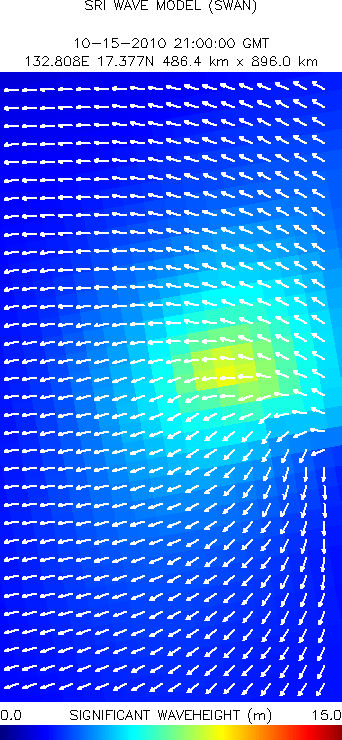 SRI WAVE MODEL (SWAN)
10-15-2010 21:00:00 GMT
132.808E 17.377N 486.4 km x 896.0 km
0.0 SIGNIFICANT WAVEHEIGHT (m) 15.0